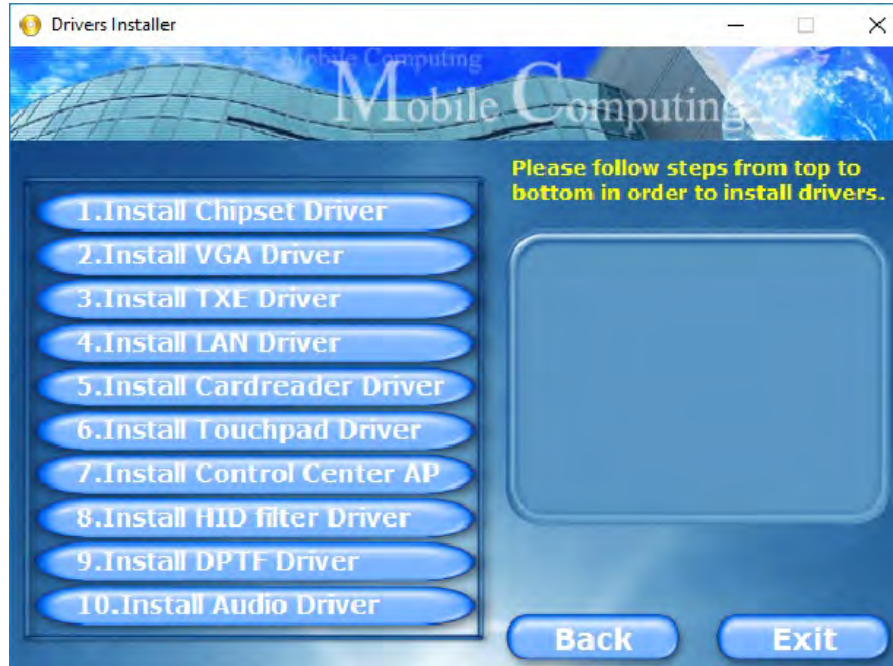 Drivers Installer
Mobile Computing
Mobile Computing
Please follow steps from top to
bottom in order to install drivers.
1.Install Chipset Driver
2.Install VGA Driver
3.Install TXE Driver
4.Install LAN Driver
5.Install Cardreader Driver
6.Install Touchpad Driver
7.Install Control Center AP
8.Install HID filter Driver
9.Install DPTF Driver
10.Install Audio Driver
Back
Exit